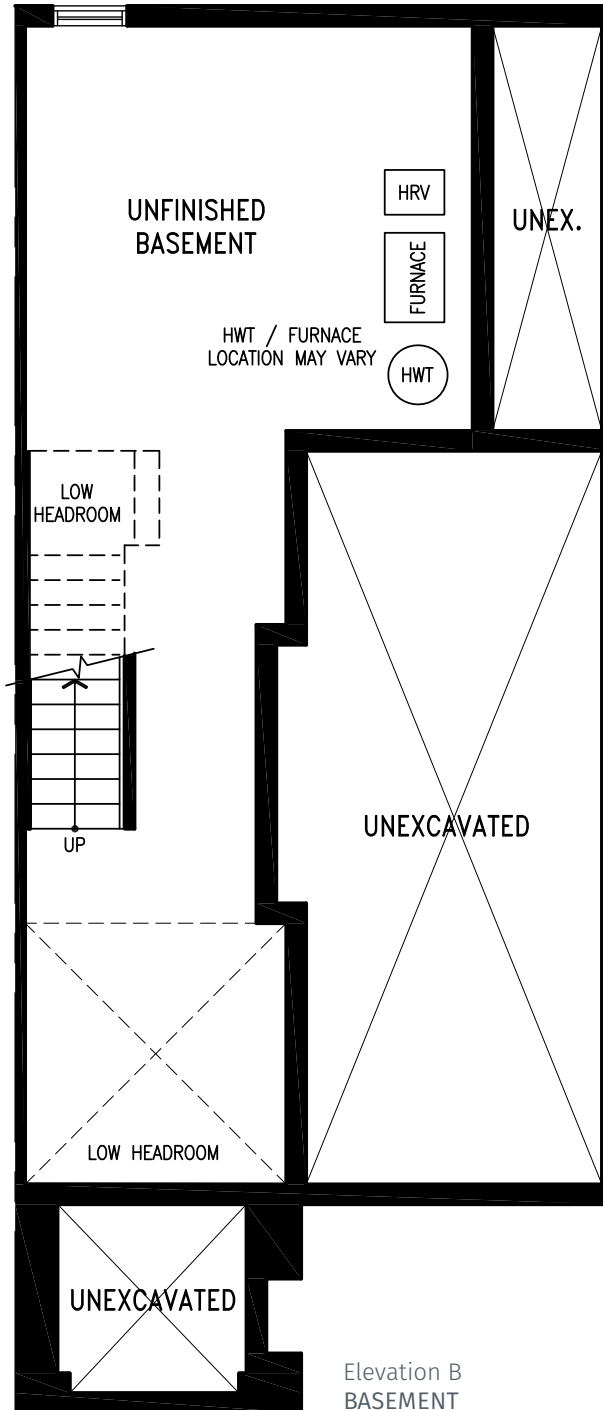 HRV
UNFINISHED
BASEMENT
UNEX.
FURNACE
HWT / FURNACE
LOCATION MAY VARY
HWT
LOW
HEADROOM
UNEXCAVATED
UP
LOW HEADROOM
UNEXCAVATED
Elevation B
BASEMENT